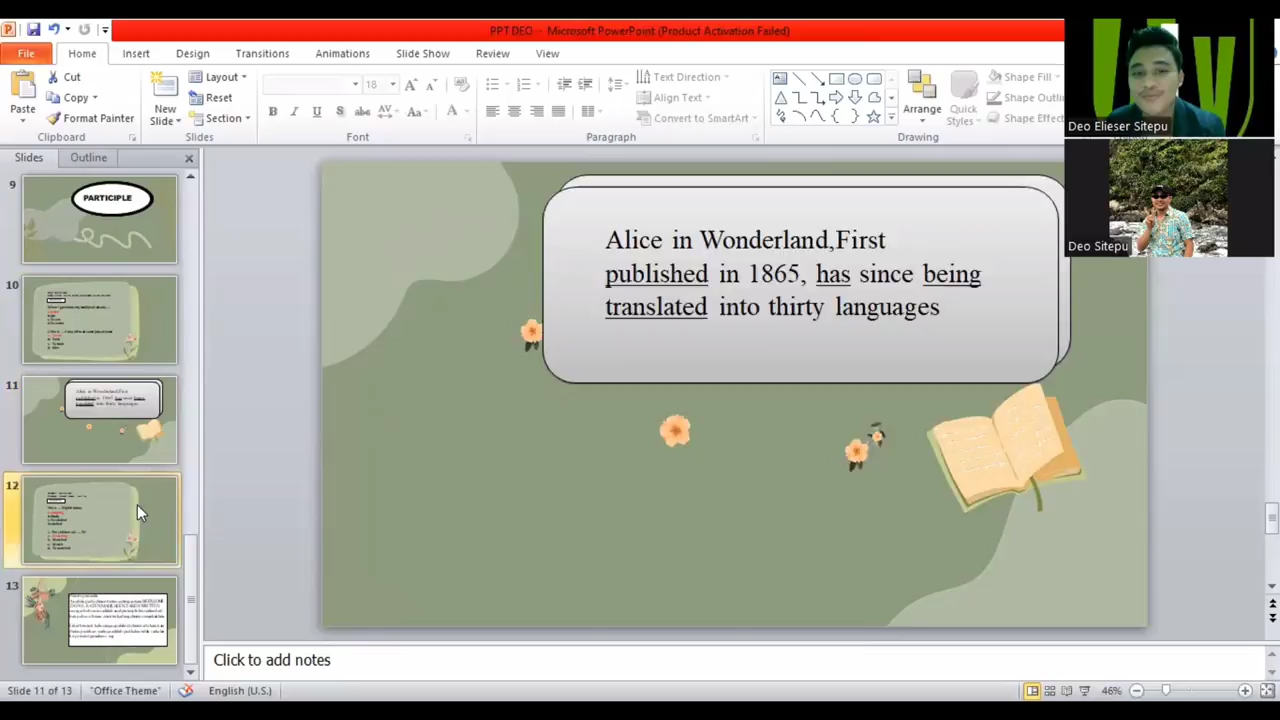 PPT DEO - Microsoft PowerPoint (Product Activation Failed)
File Home Insert Design Transitions Animations Slide Show Review View
Paste
Cut
Copy
Format Painter
Clipboard
New
Slide
Layout
Reset
Section
Slides
18
Font
Text Direction
Align Text
Convert to SmartArt
Paragraph
Arrange
Quick
Styles
Shape Fill
Shape Outli
Shape Effec
Drawing
Deo Elieser Sitepu
Deo Sitepu
Slides Outline
9
PARTICIPLE
10
11
12
13
Alice in Wonderland,First
published in 1865, has since being
translated into thirty languages
Click to add notes
Slide 11 of 13 "Office Theme" English (U.S.) 46%